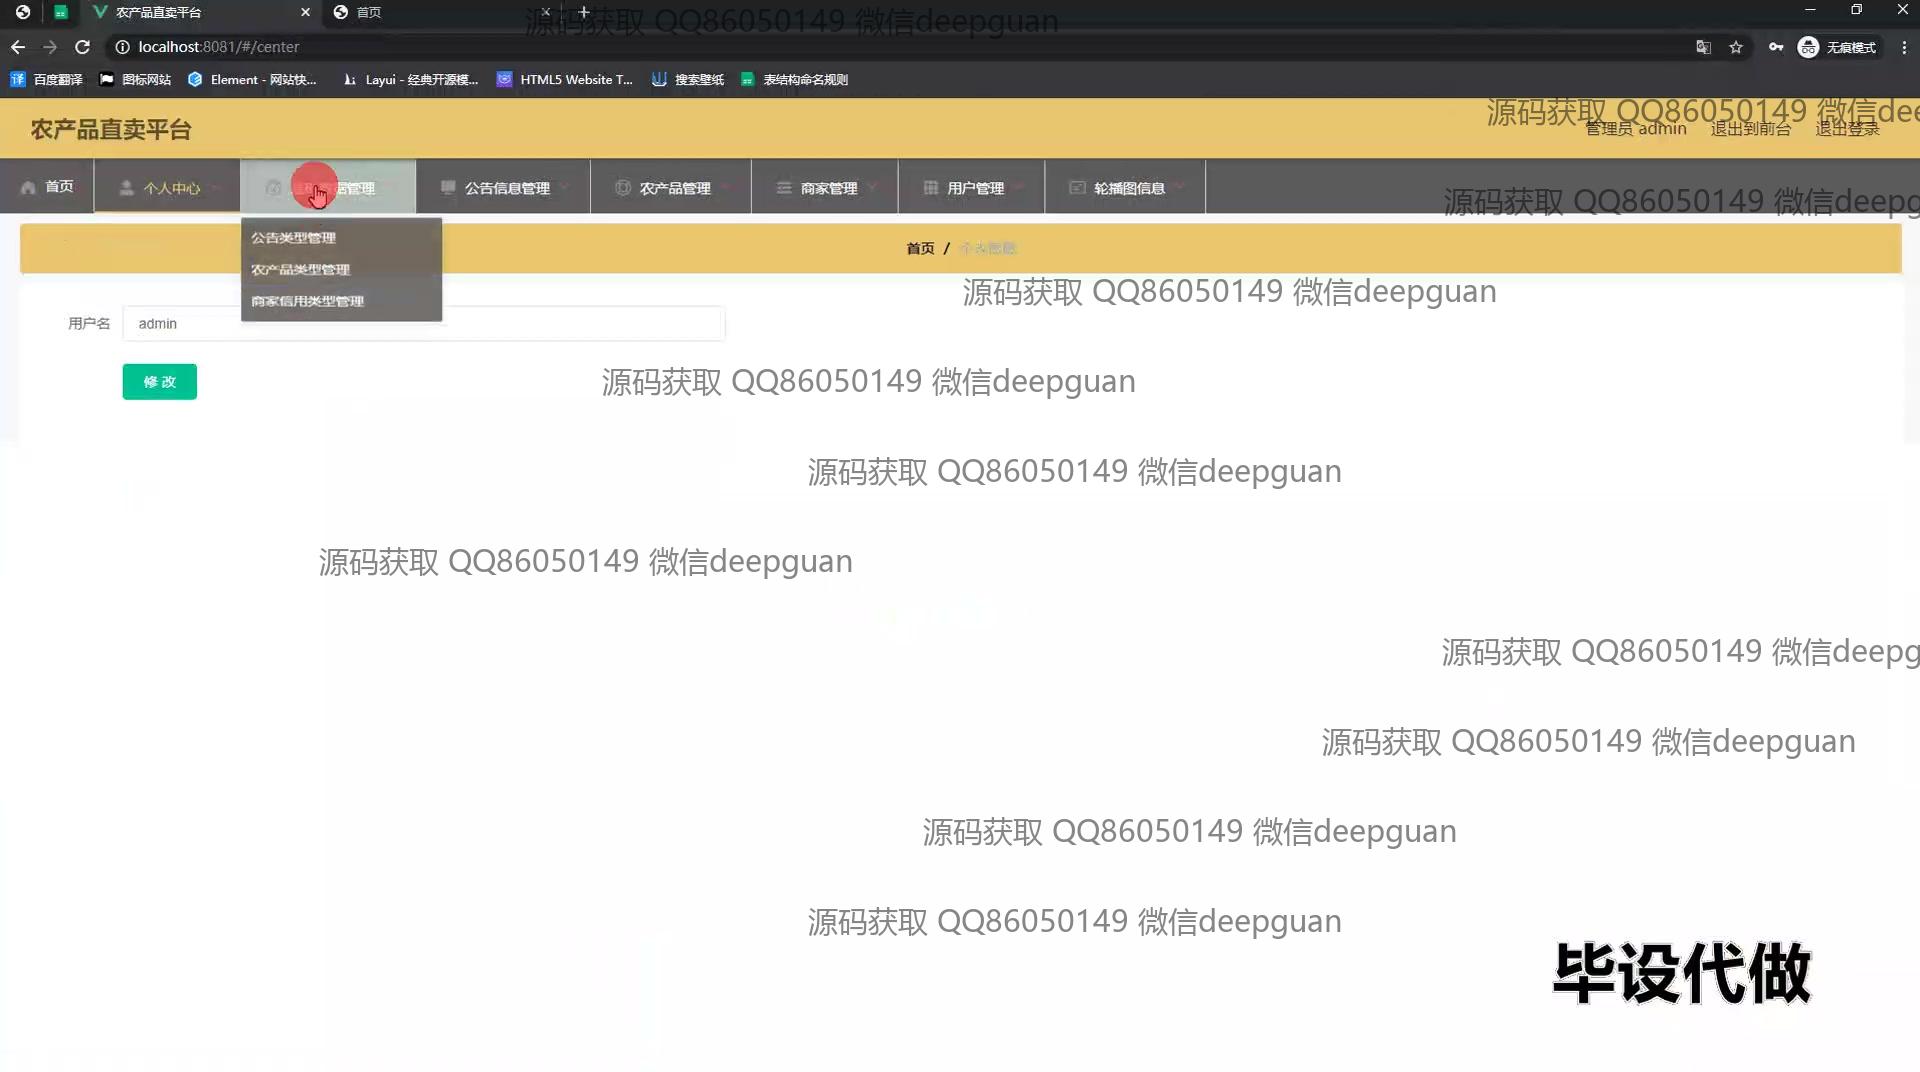 农产品直卖平台
首页
源码获取 QQ86050149 微信deepguan
localhost:8081/#/center
无痕模式
百度翻译
图标网站
Element - 网站快...
Layui - 经典开源模...
HTML5 Website T...
搜索壁纸
表结构命名规则
源码获取 QQ86050149 微信dee
农产品直卖平台
管理员 admin
退出到前台
退出登录
首页
个人中心
管理
公告信息管理
农产品管理
商家管理
用户管理
轮播图信息
源码获取 QQ86050149 微信deepg
公告类型管理
农产品类型管理
商家信用类型管理
首页 /
源码获取 QQ86050149 微信deepguan
用户名
admin
修 改
源码获取 QQ86050149 微信deepguan
源码获取 QQ86050149 微信deepguan
源码获取 QQ86050149 微信deepguan
源码获取 QQ86050149 微信deepg
源码获取 QQ86050149 微信deepguan
源码获取 QQ86050149 微信deepguan
源码获取 QQ86050149 微信deepguan
毕设代做